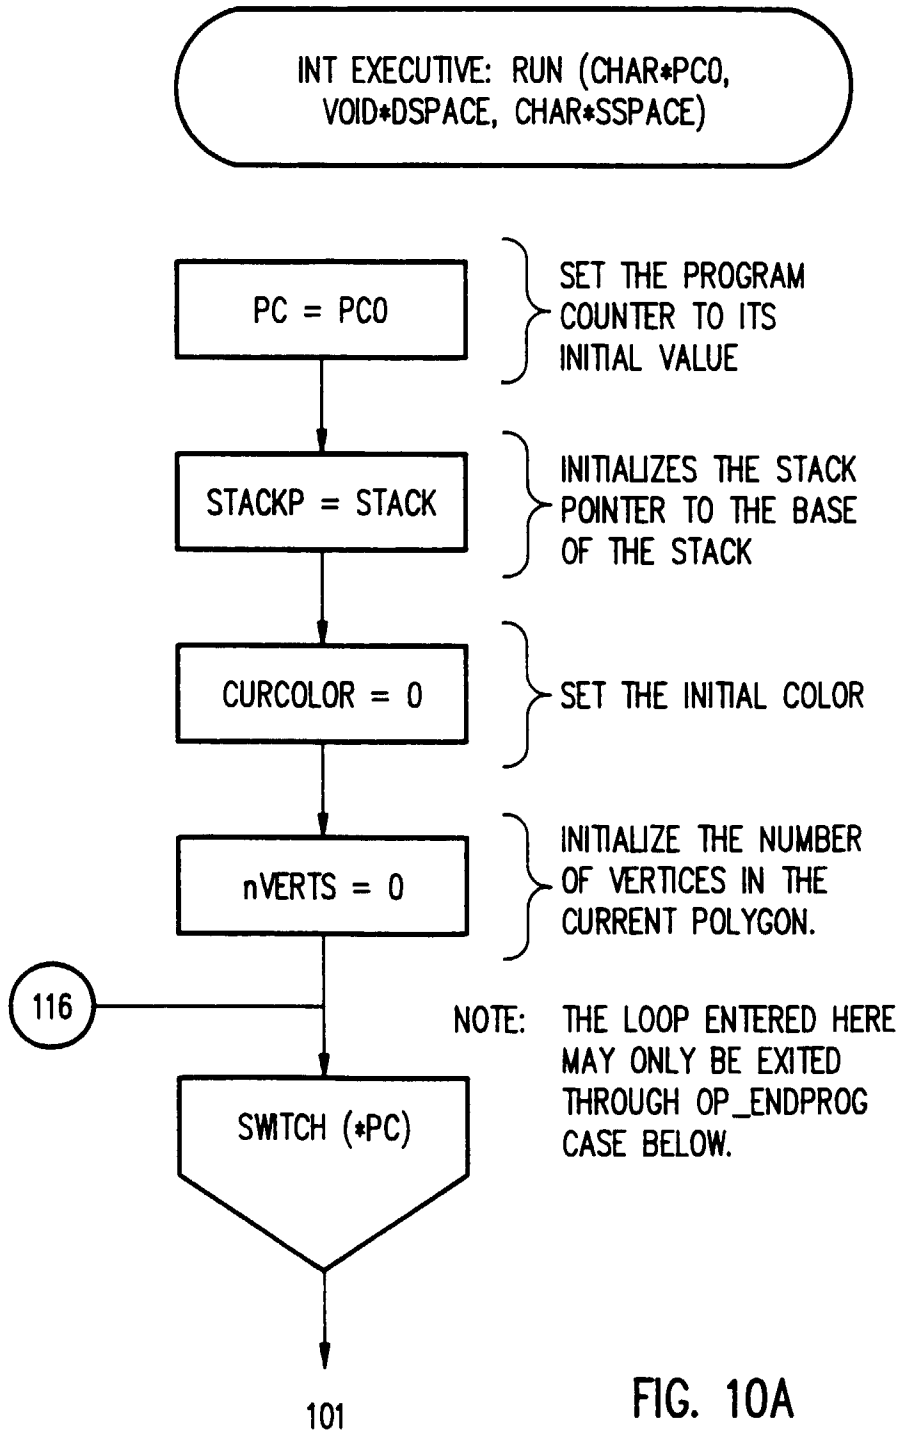 INT EXECUTIVE: RUN (CHAR*PC0,
VOID*DSPACE, CHAR*SSPACE)
PC = PC0
SET THE PROGRAM
COUNTER TO ITS
INITIAL VALUE
STACKP = STACK
INITIALIZES THE STACK
POINTER TO THE BASE
OF THE STACK
CURCOLOR = 0
SET THE INITIAL COLOR
nVERTS = 0
INITIALIZE THE NUMBER
OF VERTICES IN THE
CURRENT POLYGON.
116
NOTE: THE LOOP ENTERED HERE
MAY ONLY BE EXITED
THROUGH OP_ENDPROG
CASE BELOW.
SWITCH (*PC)
101
FIG. 10A